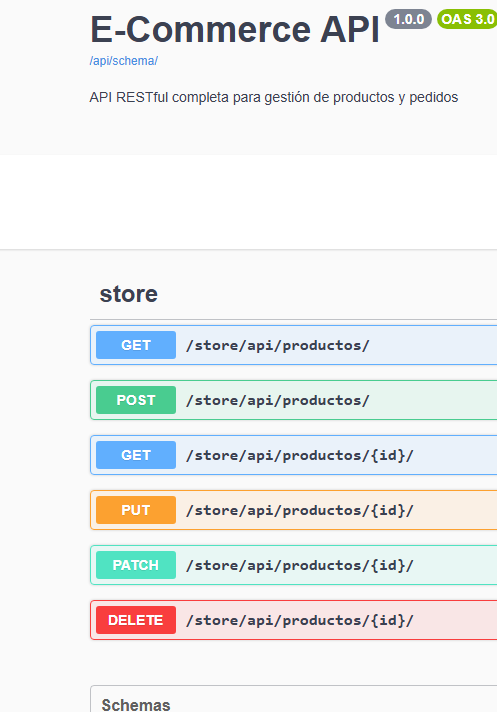 E-Commerce API 1.0.0 OAS 3.0
/api/schema/
API RESTful completa para gestión de productos y pedidos
store
GET /store/api/productos/
POST /store/api/productos/
GET /store/api/productos/{id}/
PUT /store/api/productos/{id}/
PATCH /store/api/productos/{id}/
DELETE /store/api/productos/{id}/
Schemas